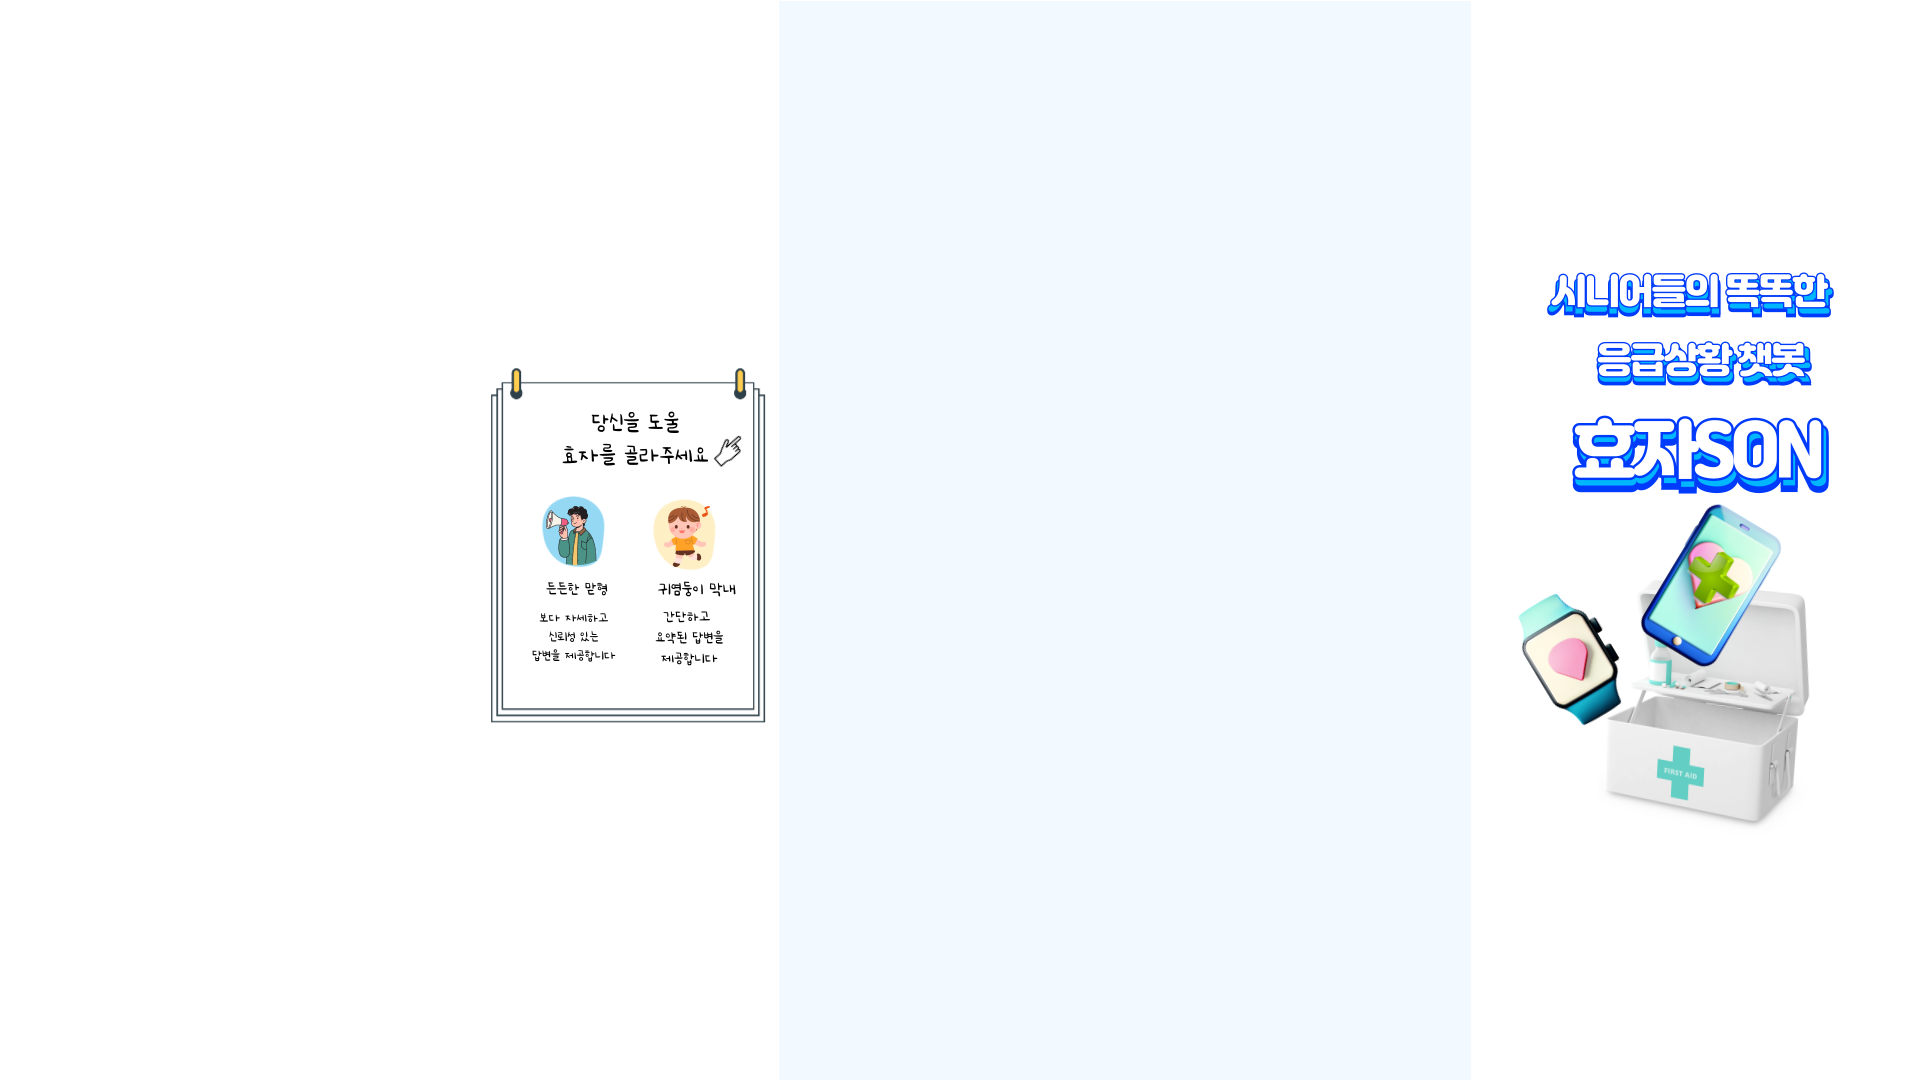 당신을 도울
효자를 골라주세요
든든한 맏형
보다 자세하고
신뢰성 있는
답변을 제공합니다
귀염둥이 막내
간단하고
요약된 답변을
제공합니다
시니어들의 똑똑한
응급상황 챗봇
효자SON
FIRST AID